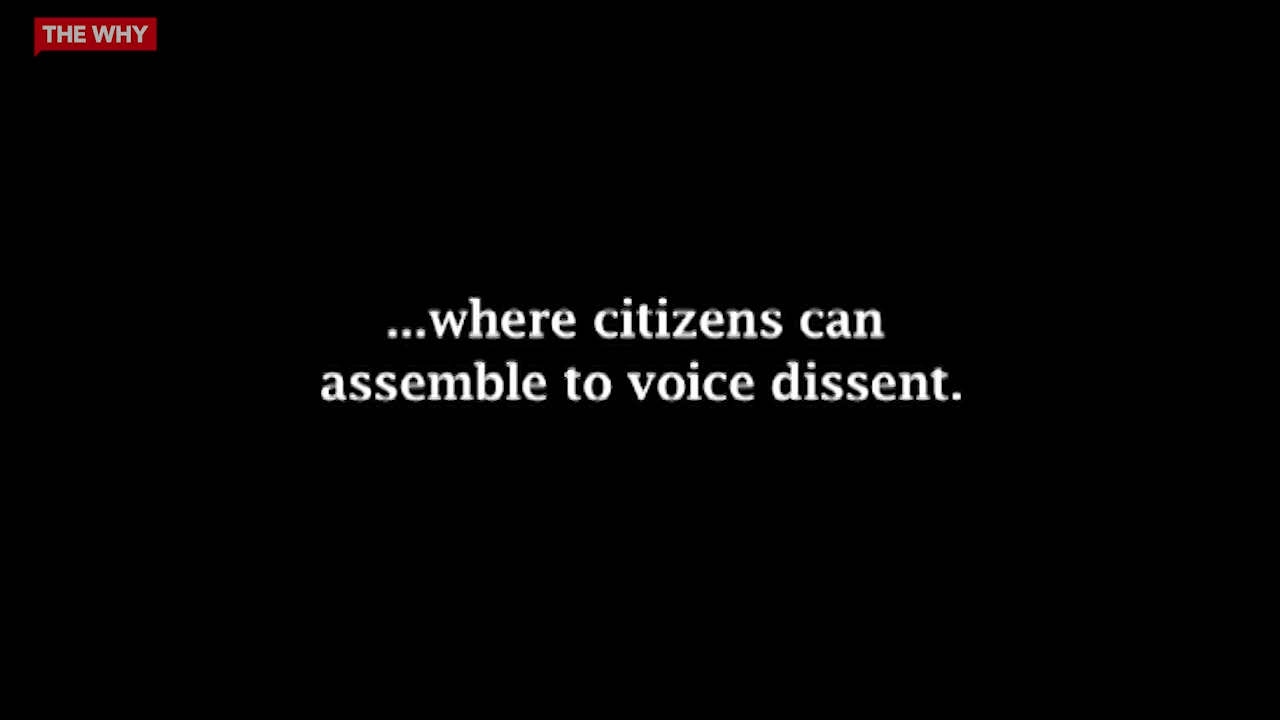 THE WHY
...where citizens can
assemble to voice dissent.